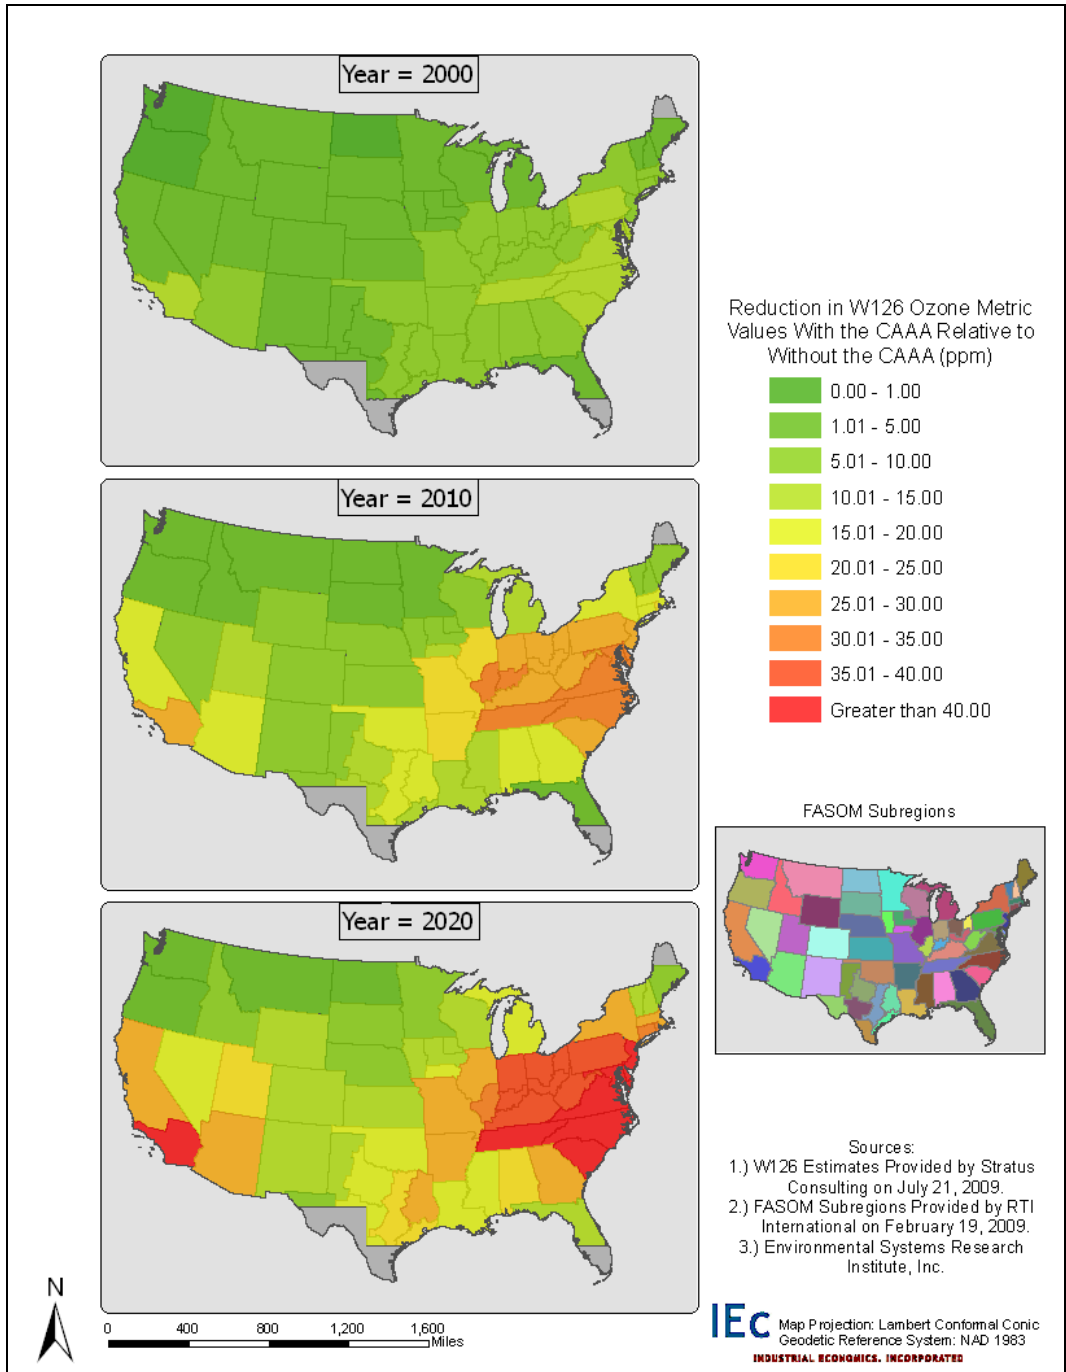 Year = 2000
Reduction in W126 Ozone Metric
Values With the CAAA Relative to
Without the CAAA (ppm)
0.00 - 1.00
1.01 - 5.00
5.01 - 10.00
10.01 - 15.00
15.01 - 20.00
20.01 - 25.00
25.01 - 30.00
30.01 - 35.00
35.01 - 40.00
Greater than 40.00
Year = 2010
FASOM Subregions
Year = 2020
Sources:
1.) W126 Estimates Provided by Stratus
Consulting on July 21, 2009.
2.) FASOM Subregions Provided by RTI
International on February 19, 2009.
3.) Environmental Systems Research
Institute, Inc.
N
0 400 800 1,200 1,600
Miles
IEc
Map Projection: Lambert Conformal Conic
Geodetic Reference System: NAD 1983
INDUSTRIAL ECONOMICS, INCORPORATED